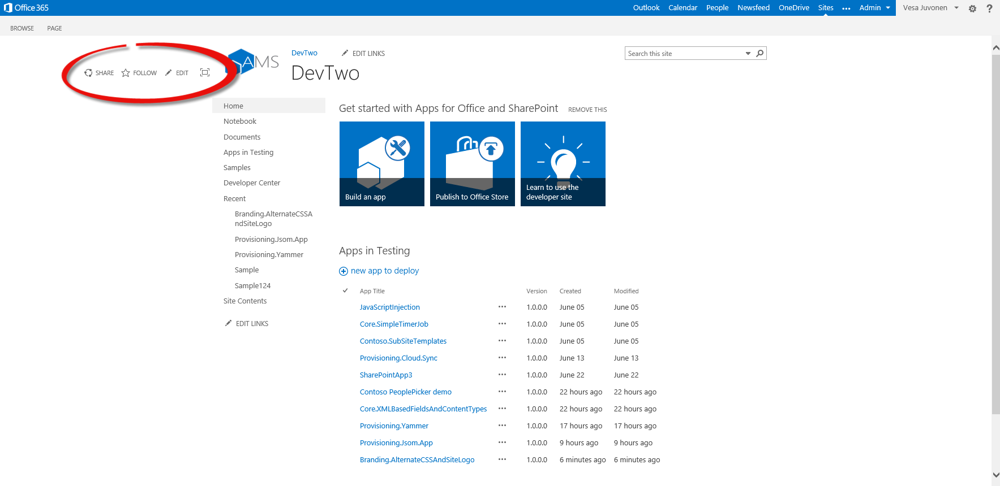 Office 365
Outlook Calendar People Newsfeed OneDrive Sites ... Admin Vesa Juvonen ?
BROWSE PAGE
SHARE FOLLOW EDIT
AMS
DevTwo EDIT LINKS
DevTwo
Search this site
Home
Notebook
Documents
Apps in Testing
Samples
Developer Center
Recent
Branding.AlternateCSSA
ndSiteLogo
Provisioning.Jsom.App
Provisioning.Yammer
Sample
Sample124
Site Contents
EDIT LINKS
Get started with Apps for Office and SharePoint REMOVE THIS
Build an app
Publish to Office Store
Learn to use the
developer site
Apps in Testing
new app to deploy
App Title Version Created Modified
JavaScriptInjection ... 1.0.0.0 June 05 June 05
Core.SimpleTimerJob ... 1.0.0.0 June 05 June 05
Contoso.SubSiteTemplates ... 1.0.0.0 June 05 June 05
Provisioning.Cloud.Sync ... 1.0.0.0 June 13 June 13
SharePointApp3 ... 1.0.0.0 June 22 June 22
Contoso PeoplePicker demo ... 1.0.0.0 22 hours ago 22 hours ago
Core.XMLBasedFieldsAndContentTypes ... 1.0.0.0 22 hours ago 22 hours ago
Provisioning.Yammer ... 1.0.0.0 17 hours ago 17 hours ago
Provisioning.Jsom.App ... 1.0.0.0 9 hours ago 9 hours ago
Branding.AlternateCSSAndSiteLogo ... 1.0.0.0 6 minutes ago 6 minutes ago